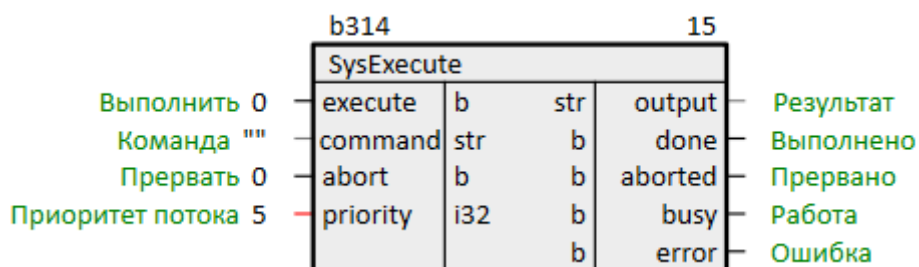 b314 15
SysExecute
Выполнить 0 execute b str output Результат
Команда "" command str b done Выполнено
Прервать 0 abort b b aborted Прервано
Приоритет потока 5 priority i32 b busy Работа
b error Ошибка